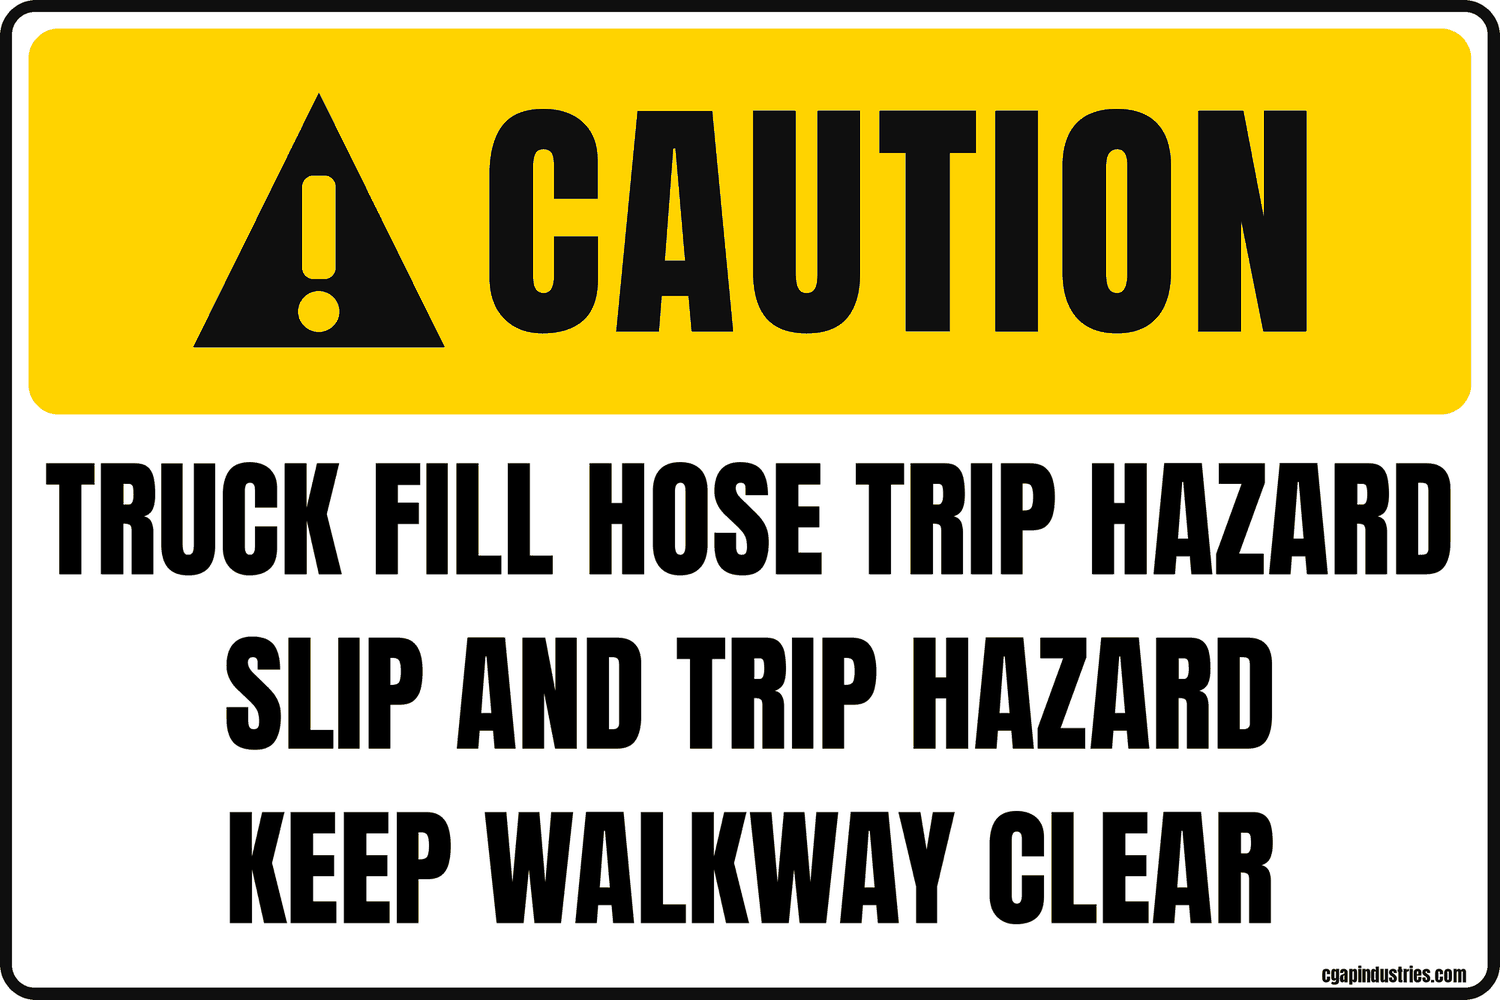 CAUTION
TRUCK FILL HOSE TRIP HAZARD
SLIP AND TRIP HAZARD
KEEP WALKWAY CLEAR
cgapindustries.com